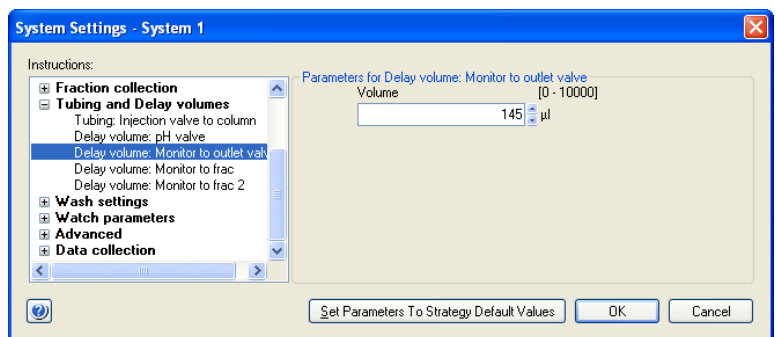 System Settings - System 1
Instructions:
Fraction collection
Tubing and Delay volumes
Tubing: Injection valve to column
Delay volume: pH valve
Delay volume: Monitor to outlet valv
Delay volume: Monitor to frac
Delay volume: Monitor to frac 2
Wash settings
Watch parameters
Advanced
Data collection
Parameters for Delay volume: Monitor to outlet valve
Volume [0 - 10000]
145 µl
Set Parameters To Strategy Default Values OK Cancel